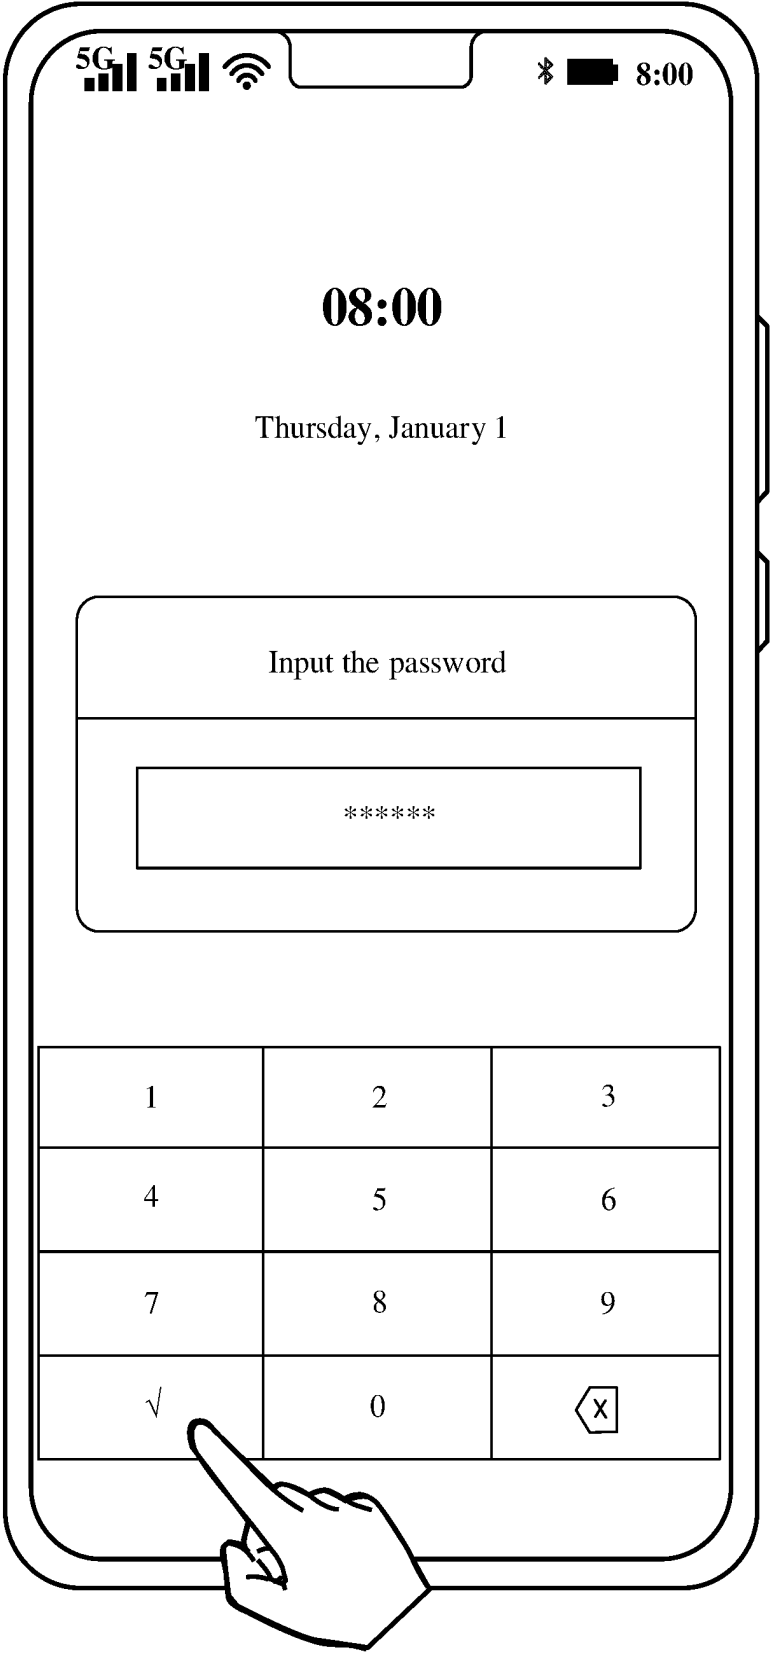 5G 5G 8:00
08:00
Thursday, January 1
Input the password
******
1 2 3
4 5 6
7 8 9
√ 0 X